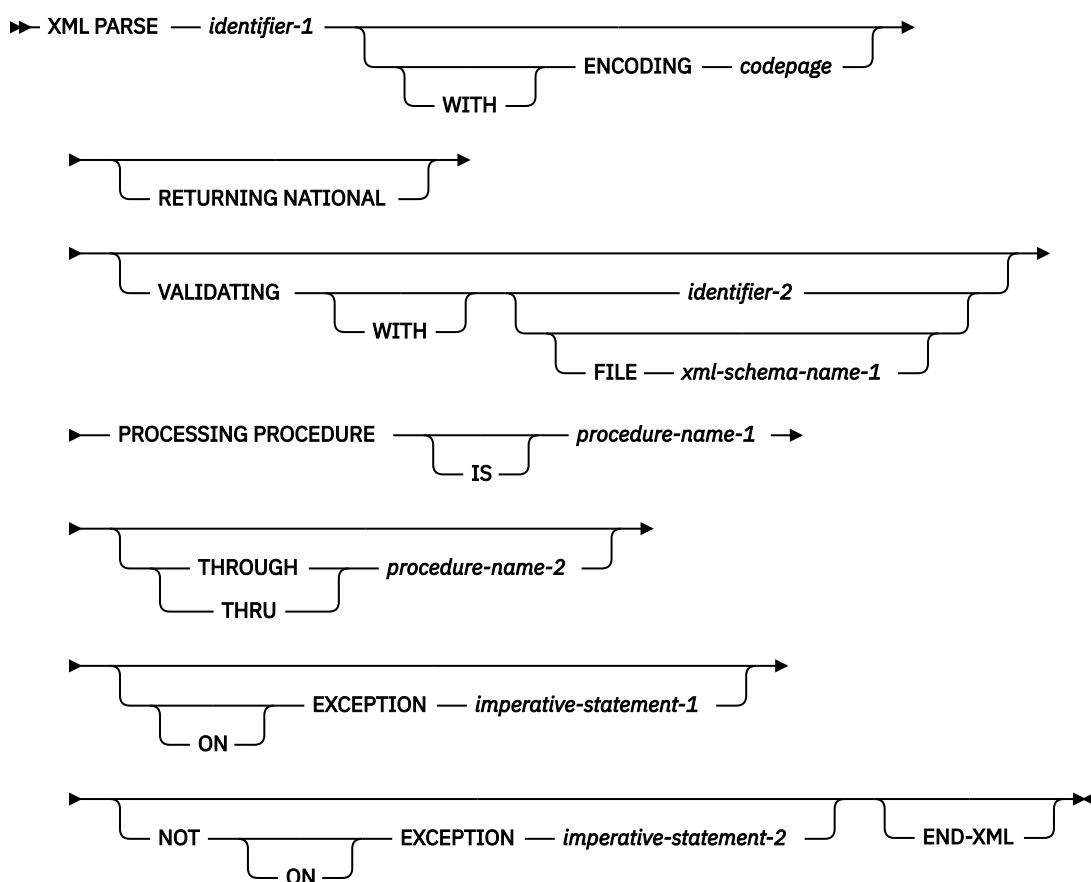 XML PARSE identifier-1
ENCODING codepage
WITH
RETURNING NATIONAL
VALIDATING identifier-2
WITH
FILE xml-schema-name-1
PROCESSING PROCEDURE procedure-name-1
IS
THROUGH procedure-name-2
THRU
EXCEPTION imperative-statement-1
ON
NOT EXCEPTION imperative-statement-2 END-XML
ON